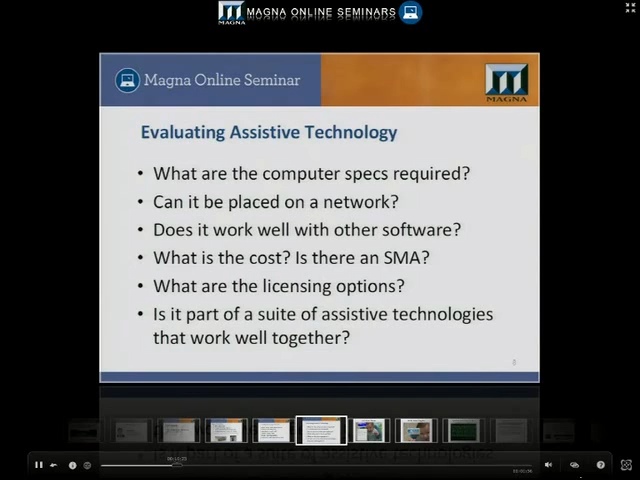 MAGNA ONLINE SEMINARS
MAGNA
Magna Online Seminar
MAGNA
Evaluating Assistive Technology
• What are the computer specs required?
• Can it be placed on a network?
• Does it work well with other software?
• What is the cost? Is there an SMA?
• What are the licensing options?
• Is it part of a suite of assistive technologies
that work well together?